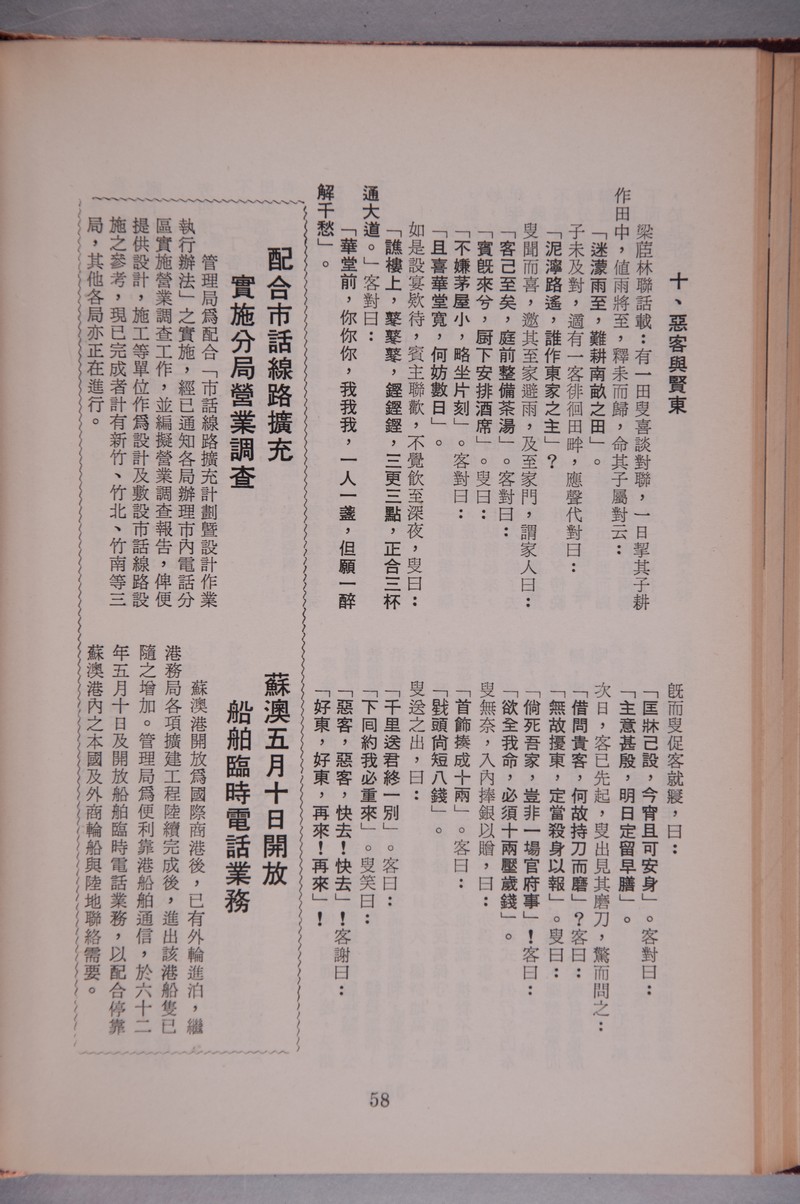 十、惡客與賢東
梁茝林聯話載：有一田叟喜談對聯，一日挈其子耕
作田中，値雨將至，釋耒而歸，命其子屬對云：
「迷濛雨至，難耕南畝之田」。
子未及對，適有一客徘徊田畔，應聲代對曰：
「泥濘路遙，誰作東家之主」？
叟聞而喜，邀其至家避雨，及至家門，謂家人曰：
「客己至矣，庭前整備茶湯」。客對曰：
「賓旣來兮，厨下安排酒席」。叟曰：
「不嫌茅屋小，略坐片刻」。客對曰：
「且喜華堂寬，何妨數日」。
如是設宴欵待，賓主聯歡，不覺飮至深夜，叟曰：
「譙樓上，鼕鼕鼕，鏗鏗鏗，三更三點，正合三杯
通大道。」客對曰：
「華堂前，你你你，我我我，一人一盞，但願一醉
解千愁」。
旣而叟促客就寢，曰：
「匡牀己設，今宵且可安身」。客對曰：
「主意甚殷，明日定留早膳」。
次日，客已先起，叟出見其磨刀，驚而問之：
「借問貴客，何故持刀而磨」？客曰：
「無故擾東，定當殺身以報」。叟曰：
「倘死吾家，豈非一場官府事」！客曰：
「欲全我命，必須十兩壓歲錢」。
叟無奈，入內捧銀以贈，曰：
「首飾揍成十兩」。客曰：
「戥頭尙短八錢」。
叟送之出，曰：
「千里送君終一別」。客曰：
「下囘約我必重來」。叟笑曰：
「惡客，惡客，快去！快去」！客謝曰：
「好東，好東，再來！再來」！
配合市話線路擴充
實施分局營業調查
管理局爲配合「市話線路擴充計劃暨設計作業
執行辦法」之實施，經已通知各局辦理市內電話分
區實施營業調查工作，並編擬營業調查報告，俾便
提供設計，施工等單位作爲設計及敷設市話線路設
施之參考，現已完成者計有新竹、竹北、竹南等三
局，其他各局亦正在進行。
蘇澳五月十日開放
船舶臨時電話業務
蘇澳港開放爲國際商港後，已有外輪進泊，繼
港務局各項擴建工程陸續完成後，進出該港船隻已
隨之增加。管理局爲便利靠港船舶通信，於六十二
年五月十日及開放船舶臨時電話業務，以配合停靠
蘇澳港內之本國及外商輪船與陸地聯絡需要。
58